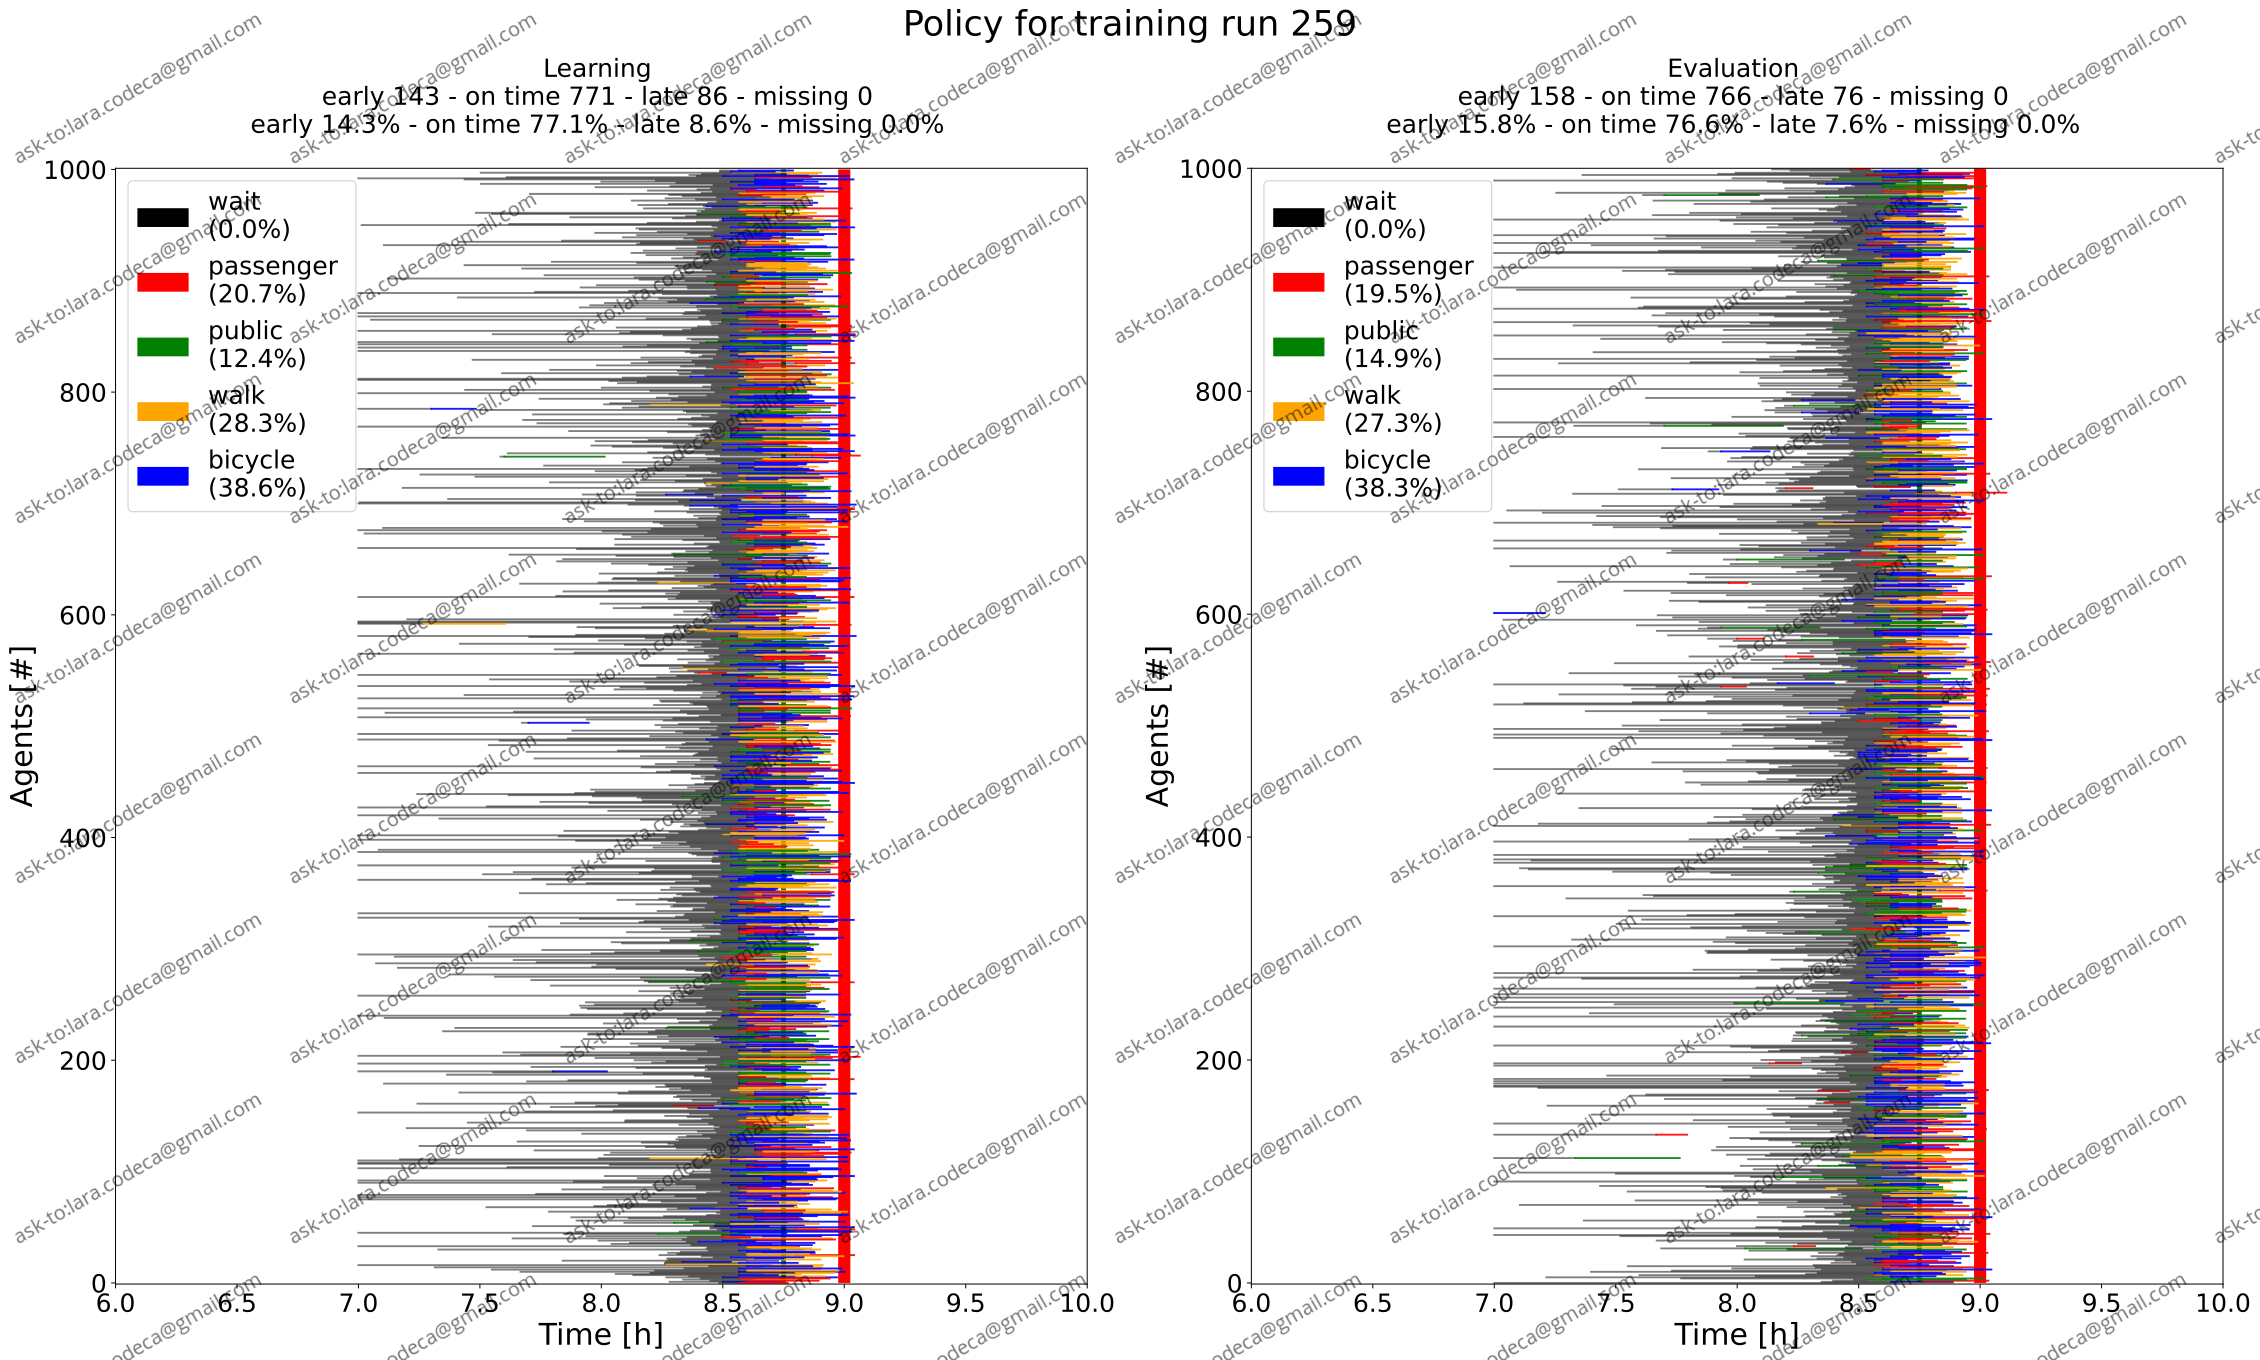 Policy for training run 259
Learning
early 143 - on time 771 - late 86 - missing 0
early 14.3% - on time 77.1% - late 8.6% - missing 0.0%
1000
800
600
400
200
0
Agents [#]
wait
(0.0%)
passenger
(20.7%)
public
(12.4%)
walk
(28.3%)
bicycle
(38.6%)
6.0 6.5 7.0 7.5 8.0 8.5 9.0 9.5 10.0
Time [h]
Evaluation
early 158 - on time 766 - late 76 - missing 0
early 15.8% - on time 76.6% - late 7.6% - missing 0.0%
1000
800
600
400
200
0
Agents [#]
wait
(0.0%)
passenger
(19.5%)
public
(14.9%)
walk
(27.3%)
bicycle
(38.3%)
6.0 6.5 7.0 7.5 8.0 8.5 9.0 9.5 10.0
Time [h]
ask-to:lara.codeca@gmail.com